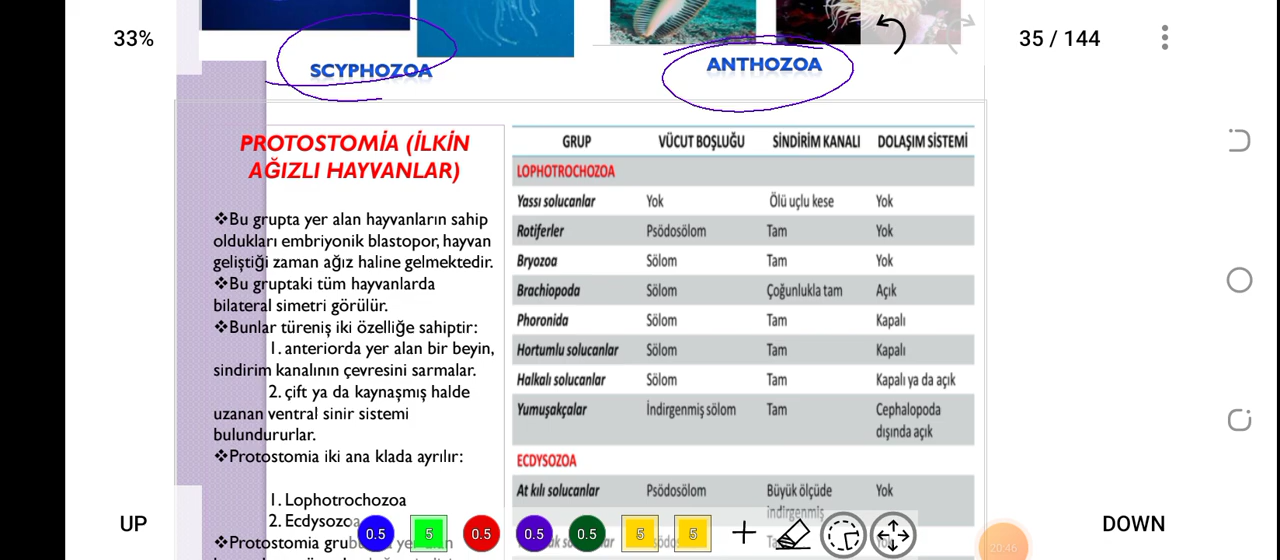 33%
35 / 144
SCYPHOZOA
ANTHOZOA
PROTOSTOMİA (İLKİN
AĞIZLI HAYVANLAR)
❖Bu grupta yer alan hayvanların sahip
oldukları embriyonik blastopor, hayvan
geliştiği zaman ağız haline gelmektedir.
❖Bu gruptaki tüm hayvanlarda
bilateral simetri görülür.
❖Bunlar türeniş iki özelliğe sahiptir:
1. anteriorda yer alan bir beyin,
sindirim kanalının çevresini sarmalar.
2. çift ya da kaynaşmış halde
uzanan ventral sinir sistemi
bulundururlar.
❖Protostomia iki ana klada ayrılır:
1. Lophotrochozoa
2. Ecdysozoa
❖Protostomia
GRUP VÜCUT BOŞLUĞU SİNDİRİM KANALI DOLAŞIM SİSTEMİ
LOPHOTROCHOZOA
Yassı solucanlar Yok Ölü uçlu kese Yok
Rotiferler Psödosölom Tam Yok
Bryozoa Sölom Tam Yok
Brachiopoda Sölom Çoğunlukla tam Açık
Phoronida Sölom Tam Kapalı
Hortumlu solucanlar Sölom Tam Kapalı
Halkalı solucanlar Sölom Tam Kapalı ya da açık
Yumuşakçalar İndirgenmiş sölom Tam Cephalopoda
dışında açık
ECDYSOZOA
At kılı solucanlar Psödosölom Büyük ölçüde Yok
indirgenmiş
UP
0.5 5 0.5 0.5 0.5 5 5
DOWN
20:46